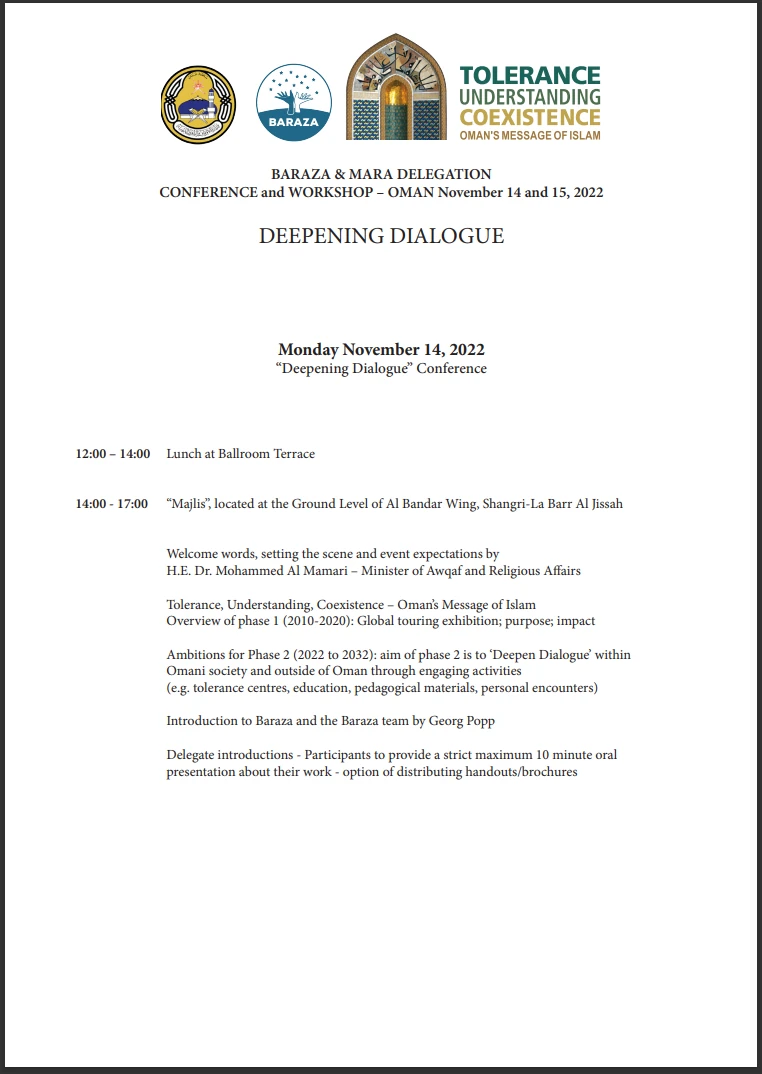 BARAZA
TOLERANCE
UNDERSTANDING
COEXISTENCE
OMAN'S MESSAGE OF ISLAM
BARAZA & MARA DELEGATION
CONFERENCE and WORKSHOP – OMAN November 14 and 15, 2022
DEEPENING DIALOGUE
Monday November 14, 2022
“Deepening Dialogue” Conference
12:00 – 14:00 Lunch at Ballroom Terrace
14:00 - 17:00 “Majlis”, located at the Ground Level of Al Bandar Wing, Shangri-La Barr Al Jissah
Welcome words, setting the scene and event expectations by
H.E. Dr. Mohammed Al Mamari – Minister of Awqaf and Religious Affairs
Tolerance, Understanding, Coexistence – Oman’s Message of Islam
Overview of phase 1 (2010-2020): Global touring exhibition; purpose; impact
Ambitions for Phase 2 (2022 to 2032): aim of phase 2 is to ‘Deepen Dialogue’ within
Omani society and outside of Oman through engaging activities
(e.g. tolerance centres, education, pedagogical materials, personal encounters)
Introduction to Baraza and the Baraza team by Georg Popp
Delegate introductions - Participants to provide a strict maximum 10 minute oral
presentation about their work - option of distributing handouts/brochures